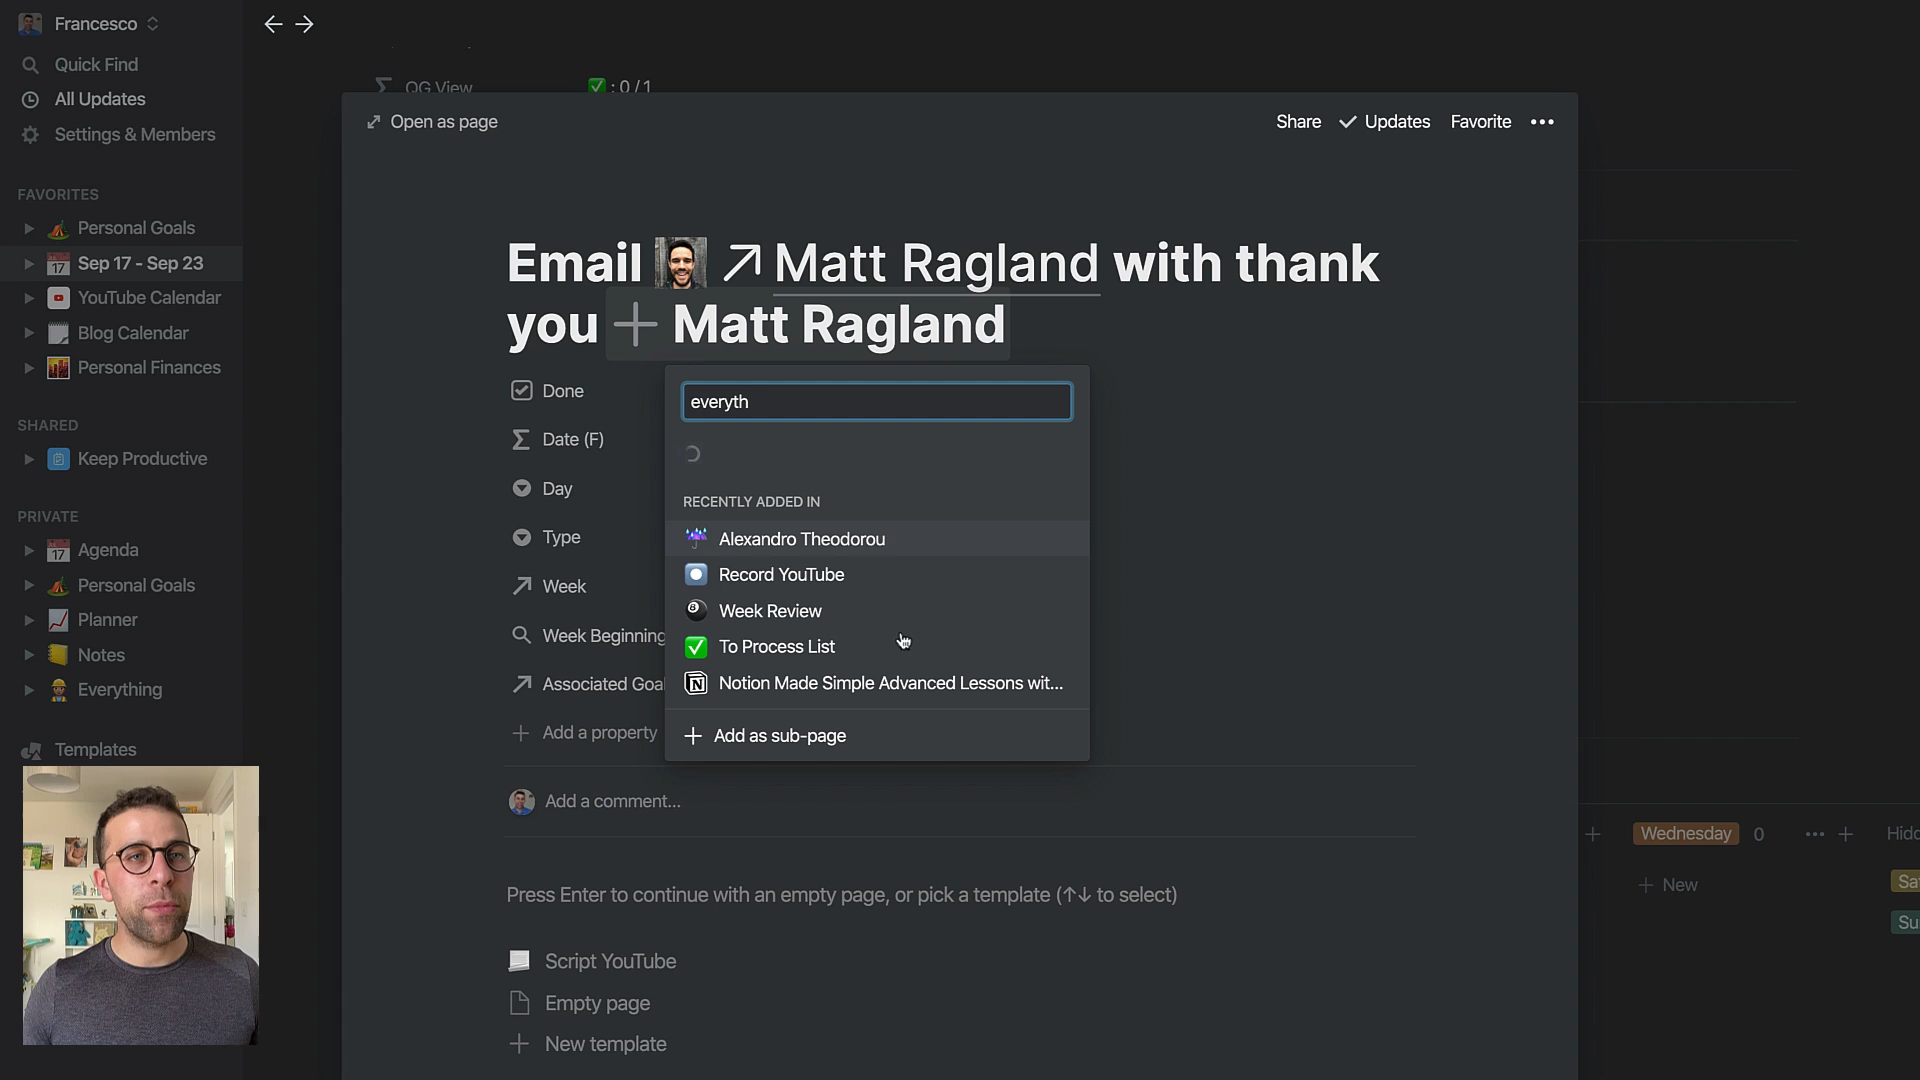 Francesco
Quick Find
All Updates
Settings & Members
FAVORITES
Personal Goals
Sep 17 - Sep 23
YouTube Calendar
Blog Calendar
Personal Finances
SHARED
Keep Productive
PRIVATE
Agenda
Personal Goals
Planner
Notes
Everything
Templates
QG View
: 0 / 1
Open as page
Share
Updates
Favorite
Email Matt Ragland with thank
you + Matt Ragland
Done
Date (F)
Day
Type
Week
Week Beginning
Associated Goal
Add a property
everyth
RECENTLY ADDED IN
Alexandro Theodorou
Record YouTube
Week Review
To Process List
Notion Made Simple Advanced Lessons wit...
Add as sub-page
Add a comment...
Press Enter to continue with an empty page, or pick a template (↑↓ to select)
Script YouTube
Empty page
New template
Wednesday 0
New
Hidd
Sat
Su